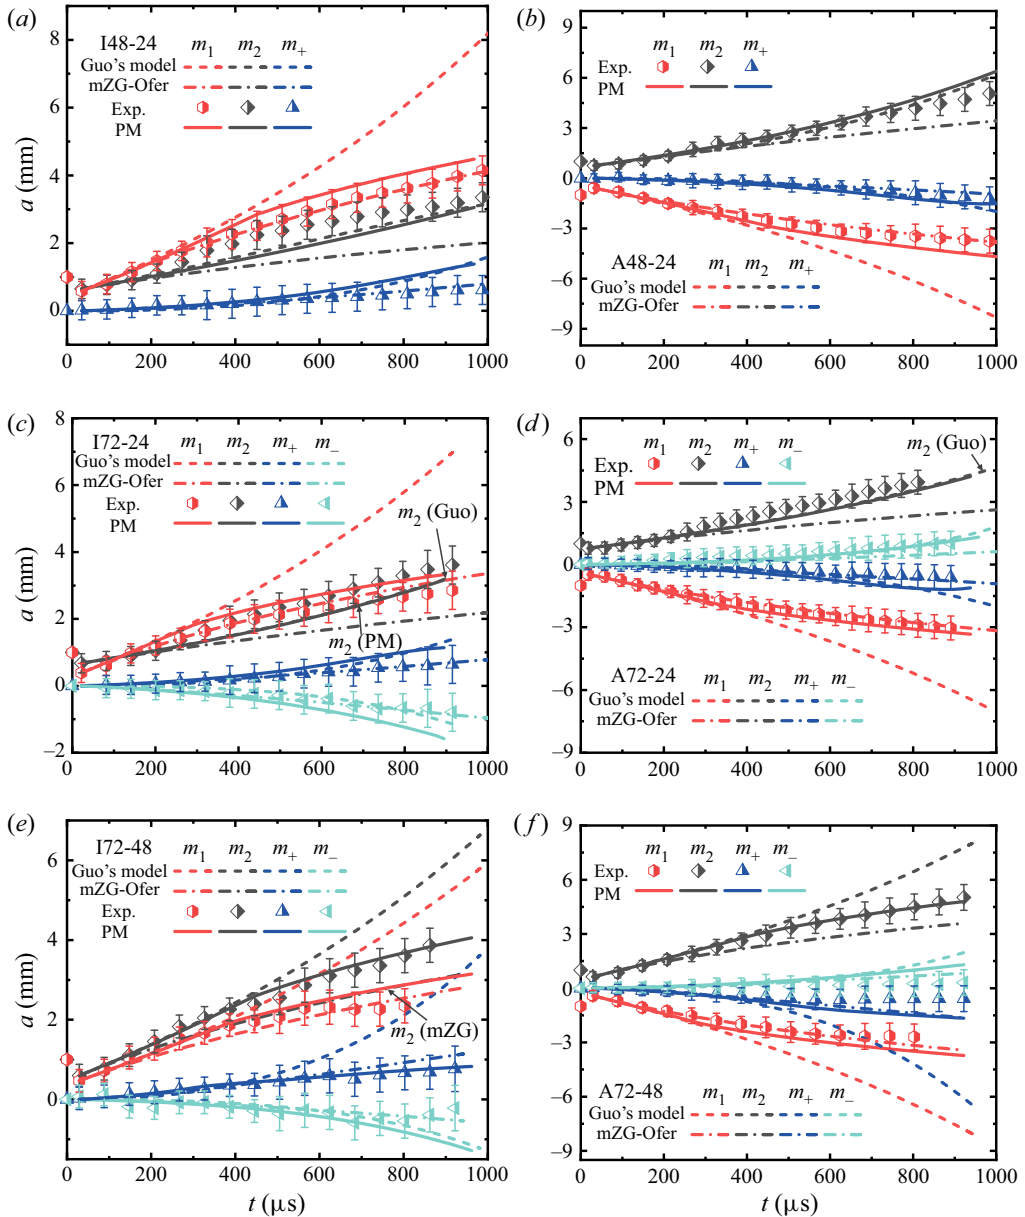 (a)
8
6
4
2
0
a (mm)
I48-24
m1 m2 m+
Guo's model
mZG-Ofer
Exp.
PM
0 200 400 600 800 1000
(b)
9
6
3
0
−3
−6
−9
m1 m2 m+
Exp.
PM
A48-24 m1 m2 m+
Guo's model
mZG-Ofer
0 200 400 600 800 1000
(c)
8
6
4
2
0
−2
a (mm)
I72-24 m1 m2 m+ m−
Guo's model
mZG-Ofer
Exp.
PM
m2 (Guo)
m2 (PM)
0 200 400 600 800 1000
(d)
6
3
0
−3
−6
−9
m1 m2 m+ m
Exp.
PM
m2 (Guo)
A72-24
m1 m2 m+ m−
Guo's model
mZG-Ofer
0 200 400 600 800 1000
(e)
6
4
2
0
a (mm)
I72-48 m1 m2 m+ m−
Guo's model
mZG-Ofer
Exp.
PM
m2 (mZG)
0 200 400 600 800 1000
t (μs)
(f)
9
6
3
0
−3
−6
−9
m1 m2 m+ m−
Exp.
PM
A72-48 m1 m2 m+ m−
Guo's model
mZG-Ofer
0 200 400 600 800 1000
t (μs)